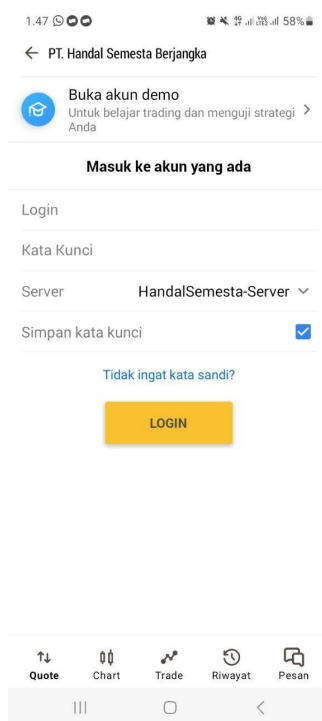 1.47 58%
PT. Handal Semesta Berjangka
Buka akun demo
Untuk belajar trading dan menguji strategi
Anda
Masuk ke akun yang ada
Login
Kata Kunci
Server HandalSemesta-Server
Simpan kata kunci
Tidak ingat kata sandi?
LOGIN
Quote Chart Trade Riwayat Pesan